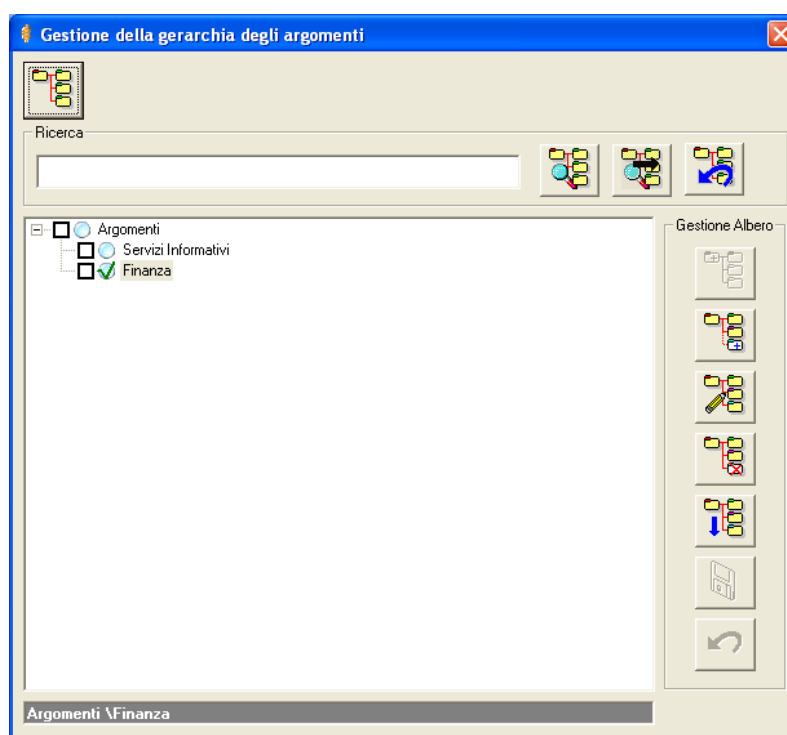 Gestione della gerarchia degli argomenti
Ricerca
Argomenti
Servizi Informativi
Finanza
Gestione Albero
Argomenti \Finanza